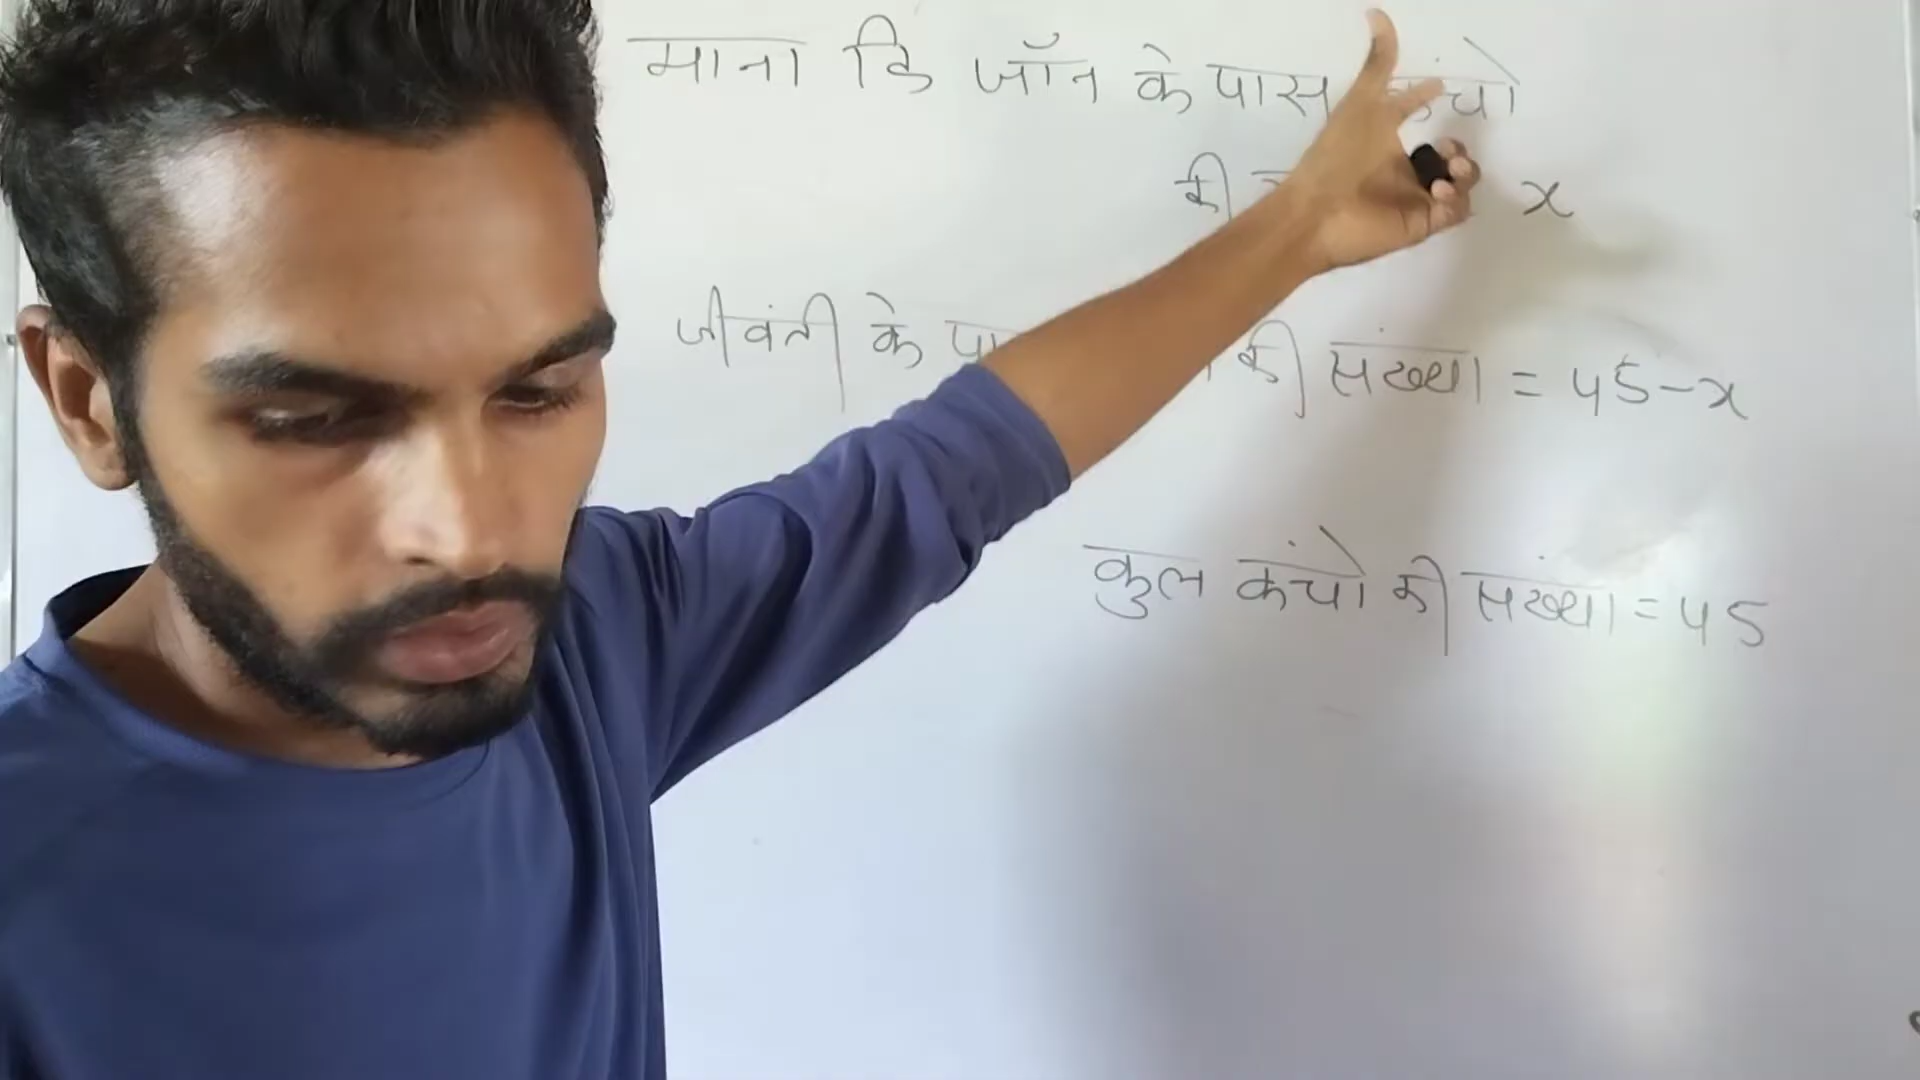 माना कि जॉन के पास कंचो
की x
जीवंती के की संख्या = 45-x
कुल कंचो की संख्या = 45